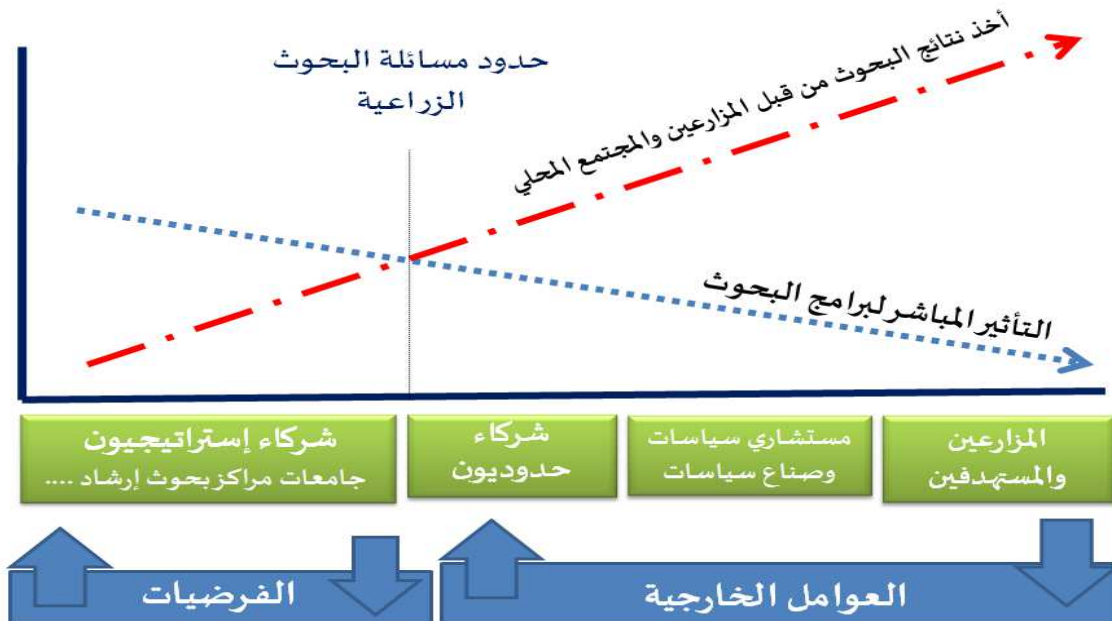 حدود مسائلة البحوث
الزراعية
أخذ نتائج البحوث من قبل المزارعين والمجتمع المحلي
التأثير المباشر لبرامج البحوث
المزارعين
والمستهدفين
مستشاري سياسات
وصناع سياسات
شركاء
حدوديون
شركاء إستراتيجيون
جامعات مراكز بحوث إرشاد ....
العوامل الخارجية
الفرضيات